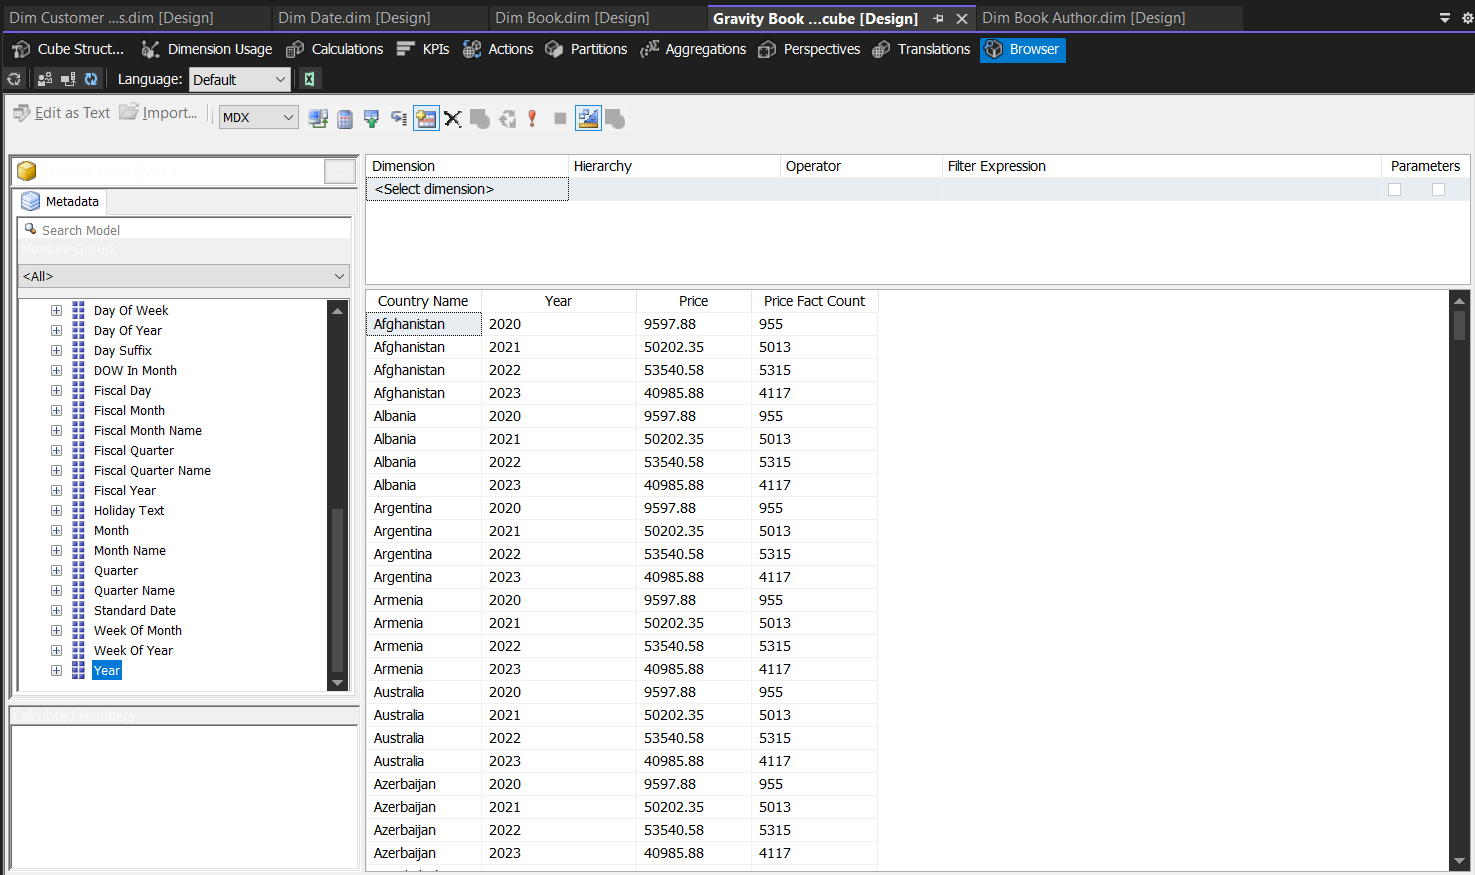 Dim Customer ...s.dim [Design] Dim Date.dim [Design] Dim Book.dim [Design] Gravity Book ...cube [Design] Dim Book Author.dim [Design]
Cube Struct... Dimension Usage Calculations KPIs Actions Partitions Aggregations Perspectives Translations Browser
Language: Default
Edit as Text Import... MDX
Metadata
Search Model
Measure Group:
<All>
Day Of Week
Day Of Year
Day Suffix
DOW In Month
Fiscal Day
Fiscal Month
Fiscal Month Name
Fiscal Quarter
Fiscal Quarter Name
Fiscal Year
Holiday Text
Month
Month Name
Quarter
Quarter Name
Standard Date
Week Of Month
Week Of Year
Year
Calculated Members
Dimension Hierarchy Operator Filter Expression Parameters
<Select dimension>
Country Name Year Price Price Fact Count
Afghanistan 2020 9597.88 955
Afghanistan 2021 50202.35 5013
Afghanistan 2022 53540.58 5315
Afghanistan 2023 40985.88 4117
Albania 2020 9597.88 955
Albania 2021 50202.35 5013
Albania 2022 53540.58 5315
Albania 2023 40985.88 4117
Argentina 2020 9597.88 955
Argentina 2021 50202.35 5013
Argentina 2022 53540.58 5315
Argentina 2023 40985.88 4117
Armenia 2020 9597.88 955
Armenia 2021 50202.35 5013
Armenia 2022 53540.58 5315
Armenia 2023 40985.88 4117
Australia 2020 9597.88 955
Australia 2021 50202.35 5013
Australia 2022 53540.58 5315
Australia 2023 40985.88 4117
Azerbaijan 2020 9597.88 955
Azerbaijan 2021 50202.35 5013
Azerbaijan 2022 53540.58 5315
Azerbaijan 2023 40985.88 4117